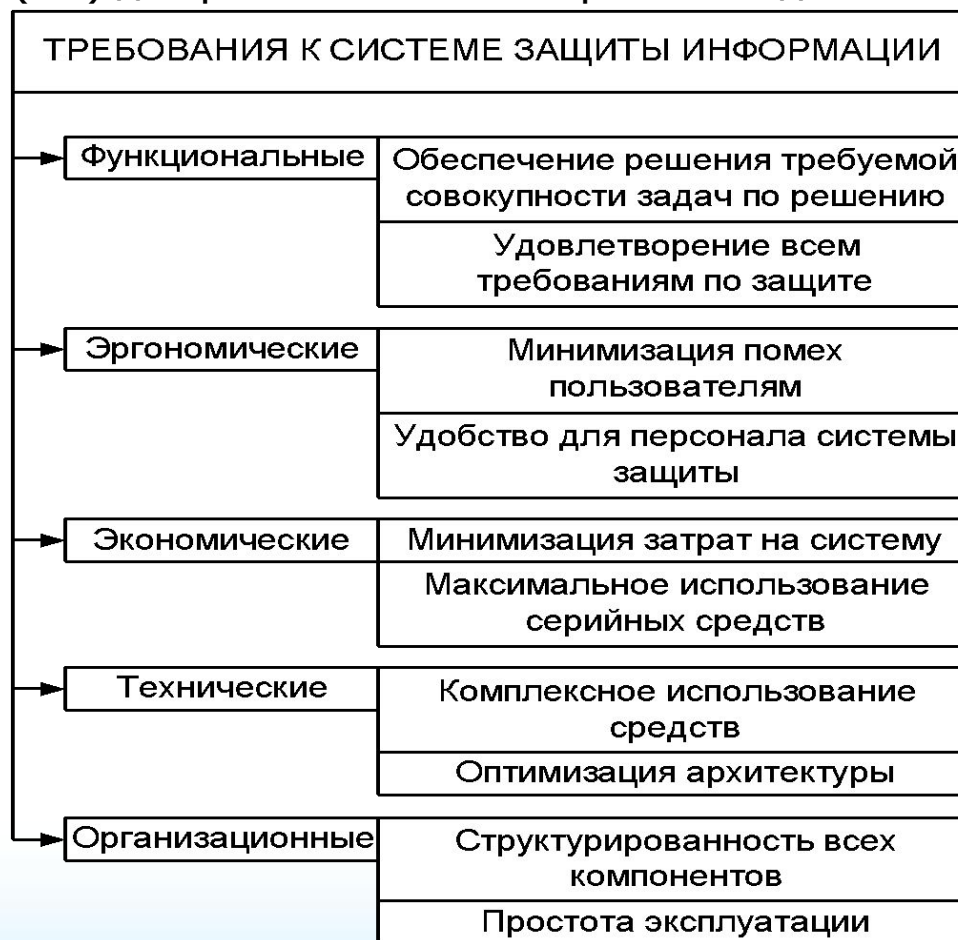 ТРЕБОВАНИЯ К СИСТЕМЕ ЗАЩИТЫ ИНФОРМАЦИИ
Функциональные
Обеспечение решения требуемой
совокупности задач по решению
Удовлетворение всем
требованиям по защите
Эргономические
Минимизация помех
пользователям
Удобство для персонала системы
защиты
Экономические
Минимизация затрат на систему
Максимальное использование
серийных средств
Технические
Комплексное использование
средств
Оптимизация архитектуры
Организационные
Структурированность всех
компонентов
Простота эксплуатации